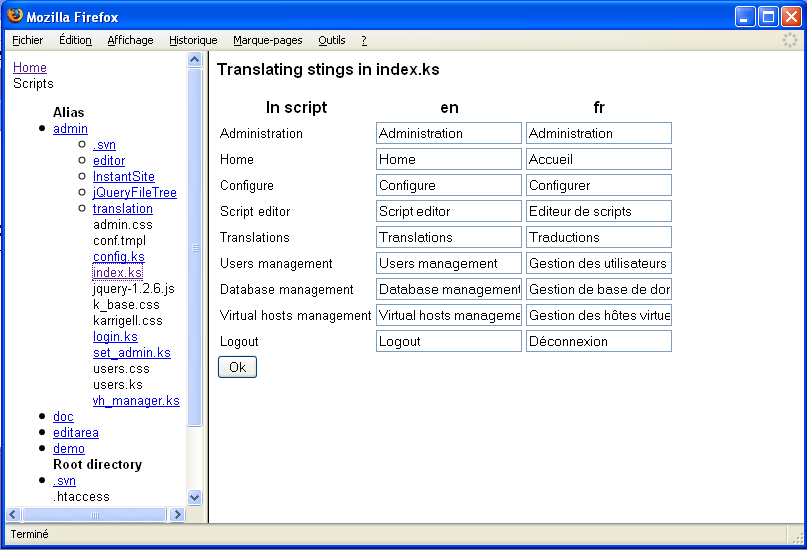 Mozilla Firefox
Fichier Édition Affichage Historique Marque-pages Outils ?
Home
Scripts
Alias
admin
.svn
editor
InstantSite
jQueryFileTree
translation
admin.css
conf.tmpl
config.ks
index.ks
jquery-1.2.6.js
k_base.css
karrigell.css
login.ks
set_admin.ks
users.css
users.ks
vh_manager.ks
doc
editarea
demo
Root directory
.svn
.htaccess
Translating stings in index.ks
In script en fr
Administration Administration Administration
Home Home Accueil
Configure Configure Configurer
Script editor Script editor Editeur de scripts
Translations Translations Traductions
Users management Users management Gestion des utilisateurs
Database management Database management Gestion de base de dor
Virtual hosts management Virtual hosts manageme Gestion des hôtes virtue
Logout Logout Déconnexion
Ok
Terminé